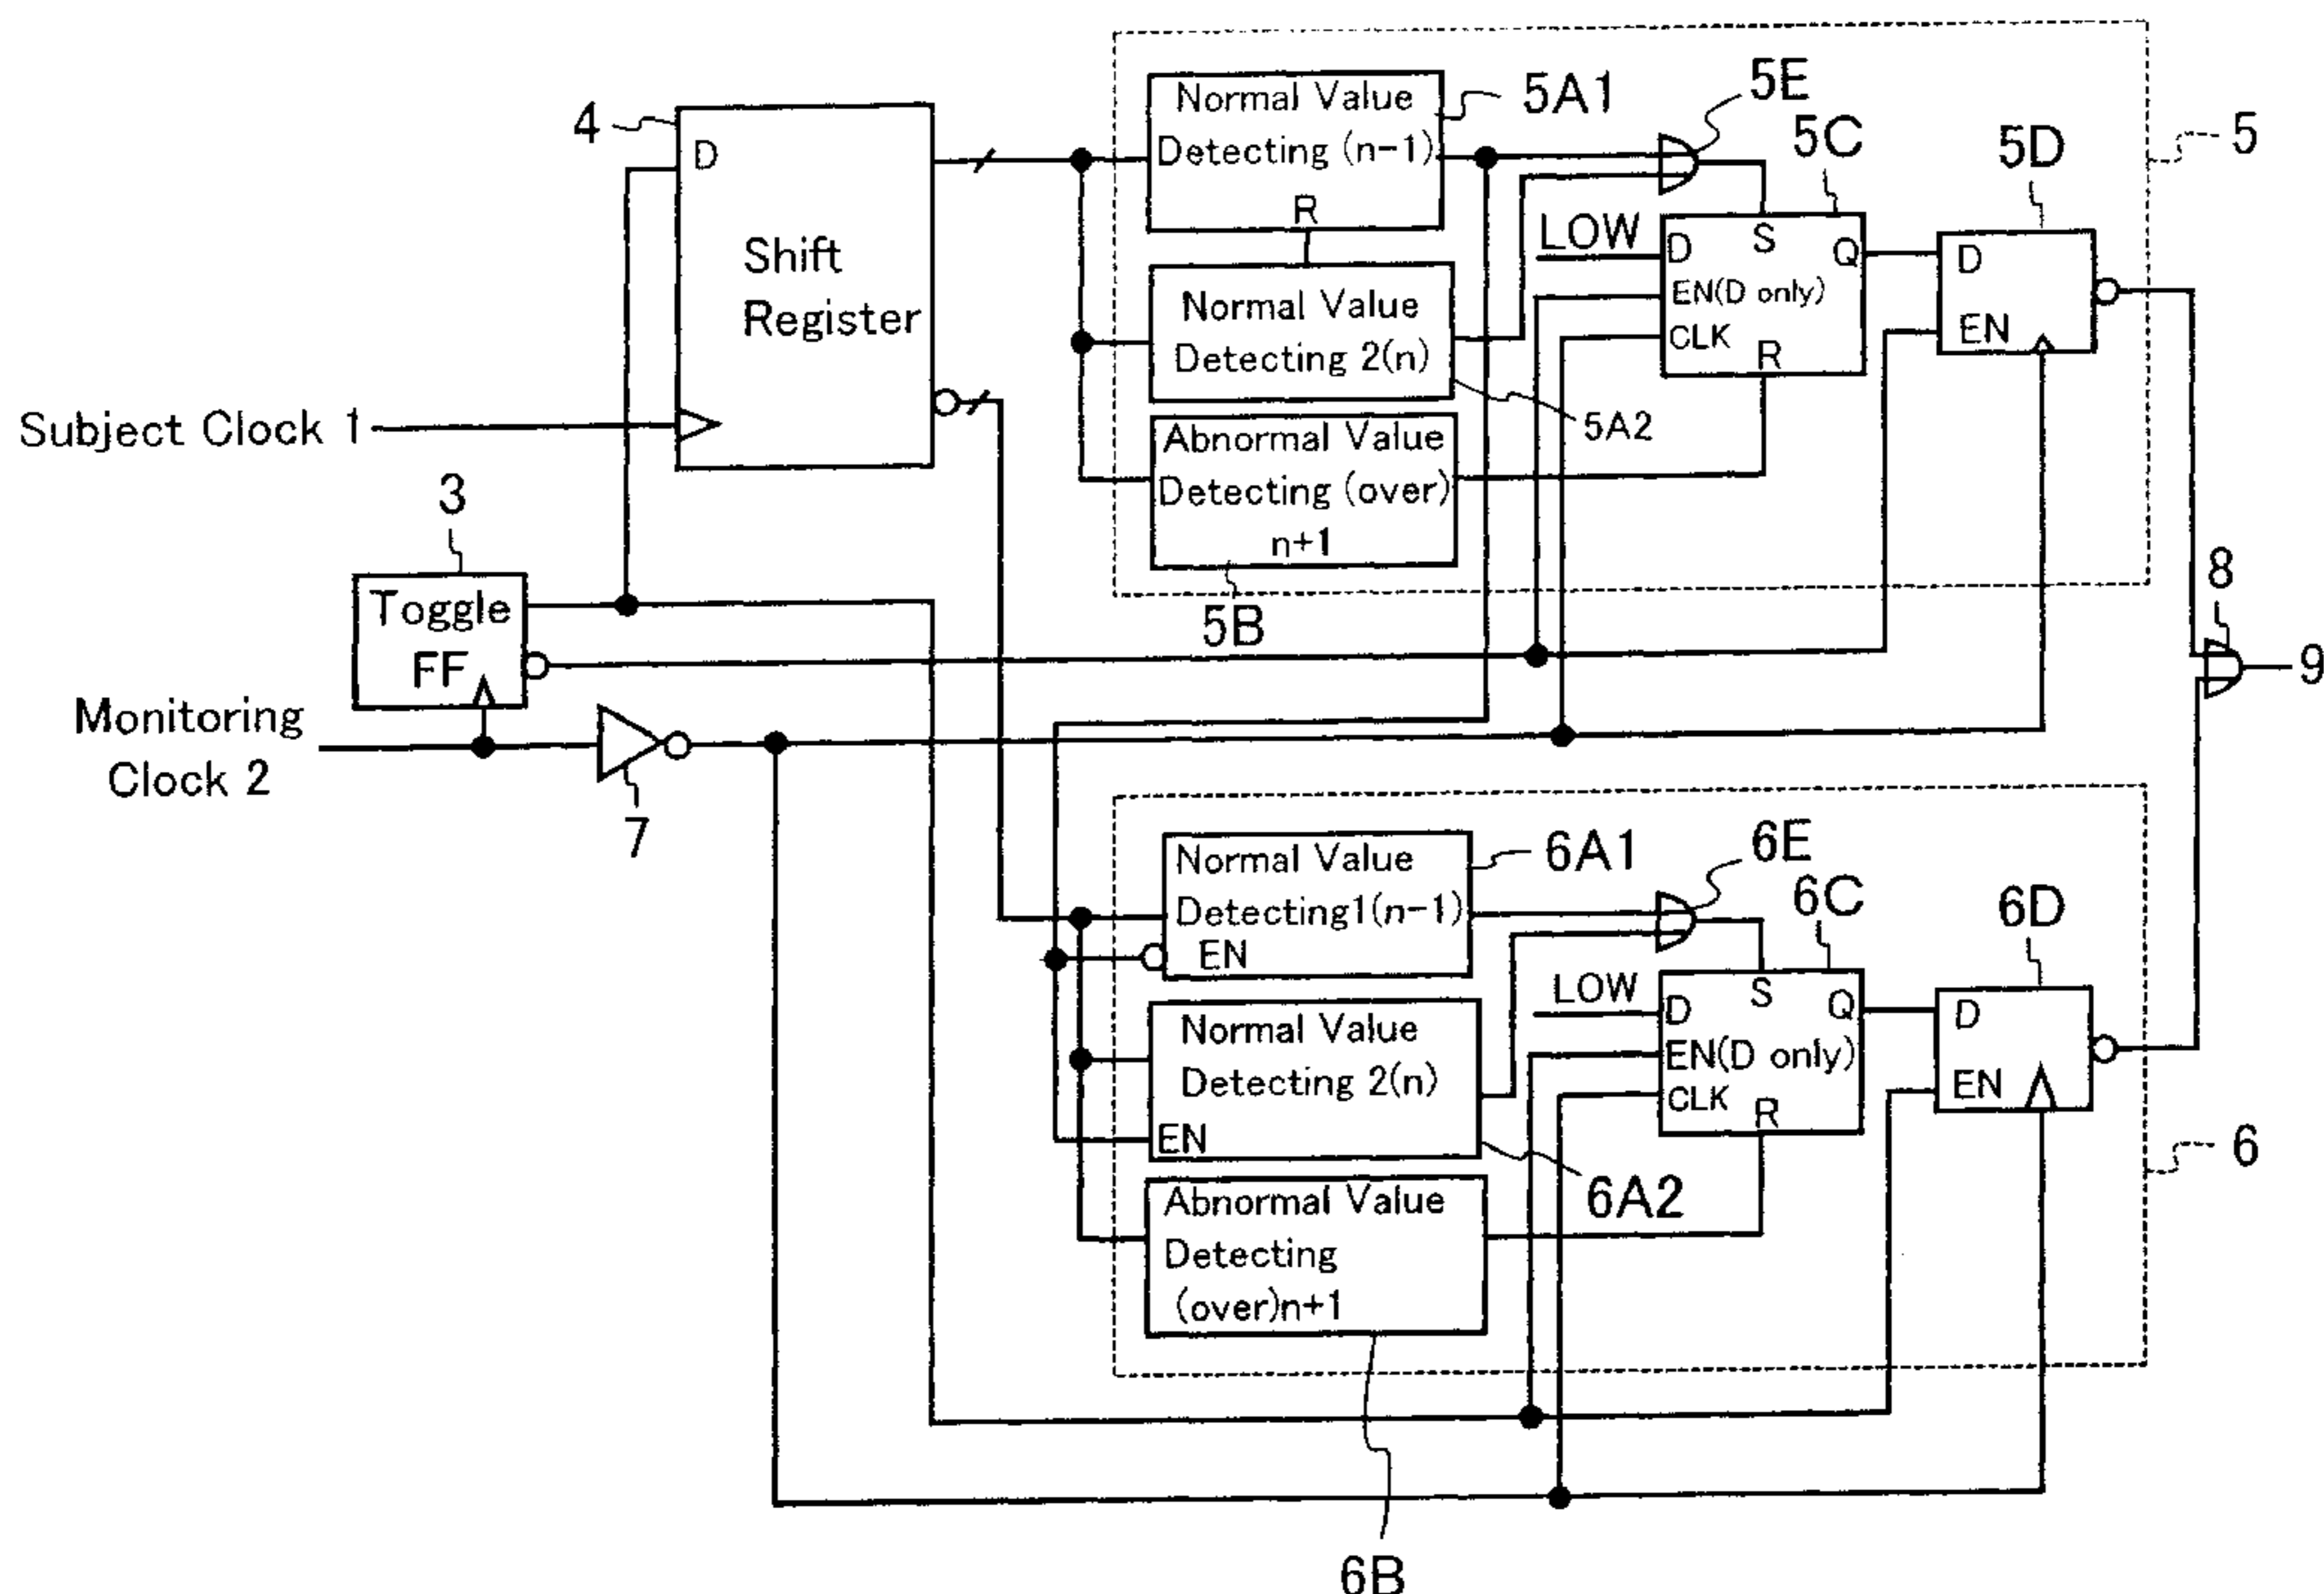 4
D
Shift
Register
Subject Clock 1
3
Toggle
FF
Monitoring
Clock 2
7
Normal Value
Detecting (n-1)
R
5A1
Normal Value
Detecting 2(n)
5A2
Abnormal Value
Detecting (over)
n+1
5B
5E
5C
LOW
D
S
Q
EN(D only)
CLK
R
5D
D
EN
5
8
9
Normal Value
Detecting1(n-1)
EN
6A1
Normal Value
Detecting 2(n)
EN
6A2
Abnormal Value
Detecting
(over)n+1
6B
6E
6C
LOW
D
S
Q
EN(D only)
CLK
R
6D
D
EN
6